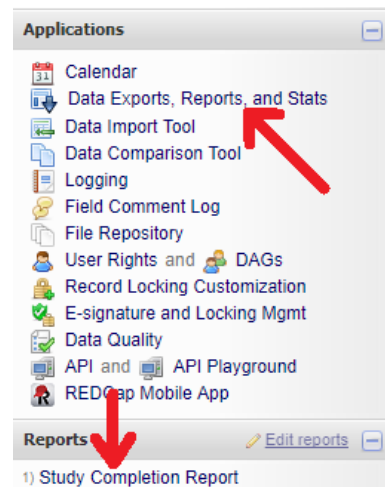 Applications
31 Calendar
Data Exports, Reports, and Stats
Data Import Tool
Data Comparison Tool
Logging
Field Comment Log
File Repository
User Rights and DAGs
Record Locking Customization
E-signature and Locking Mgmt
Data Quality
API and API Playground
REDCap Mobile App
Reports Edit reports
1) Study Completion Report